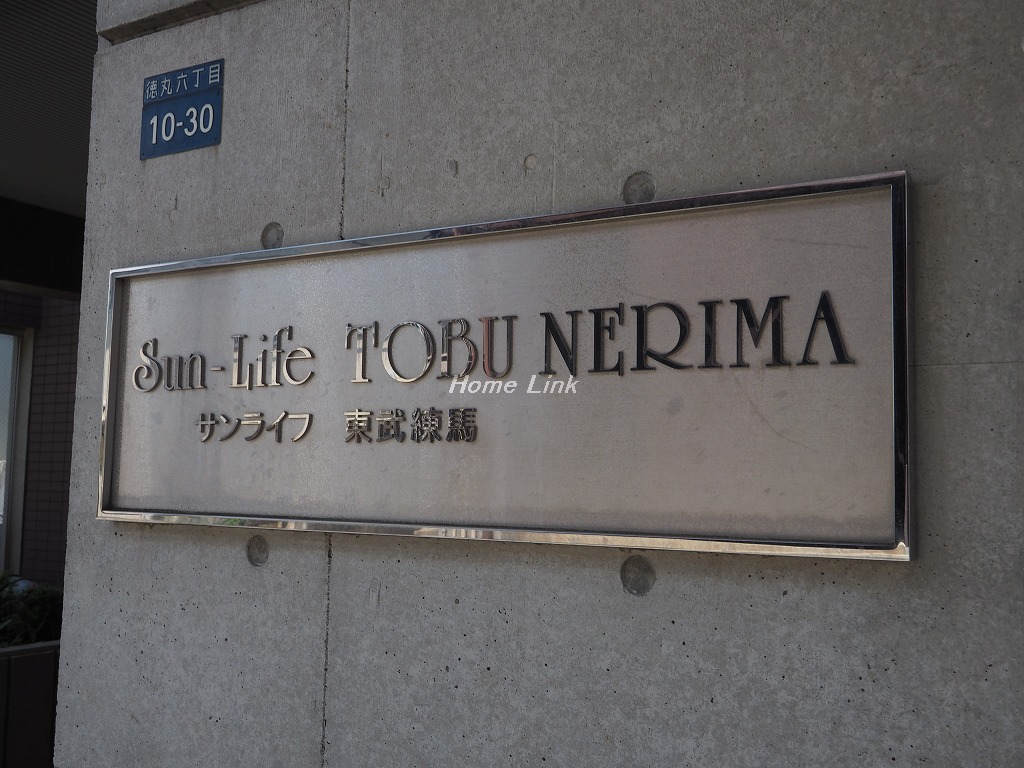 徳丸六丁目
10-30
Sun-Life TOBU NERIMA
Home Link
サンライフ 東武練馬